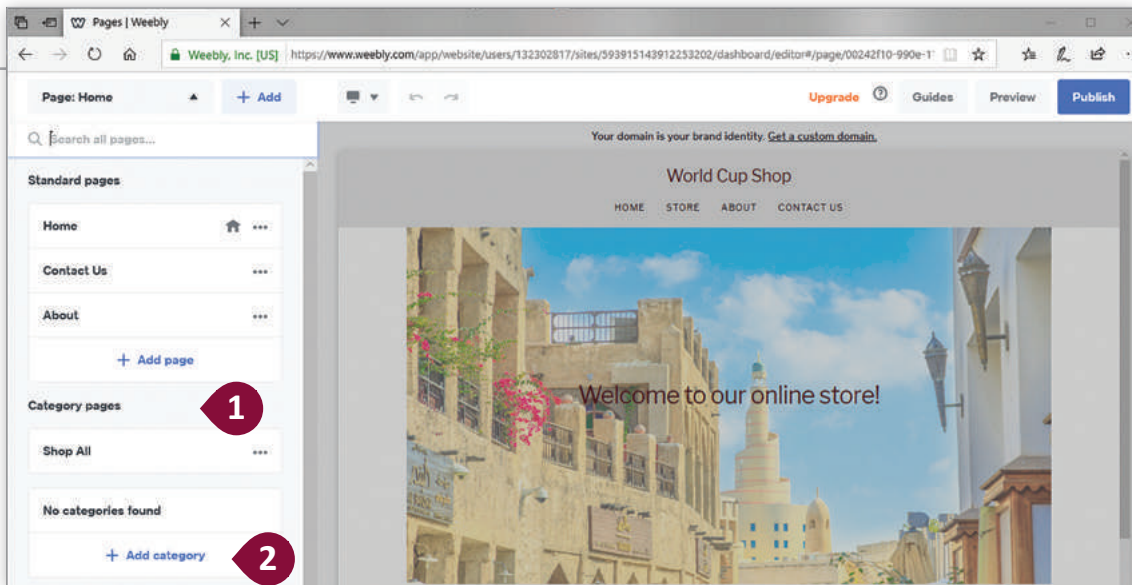 Pages | Weebly
Weebly, Inc. [US] https://www.weebly.com/app/website/users/132302817/sites/593915143912253202/dashboard/editor#/page/00242f10-990e-1
Page: Home + Add Upgrade Guides Preview Publish
Search all pages...
Your domain is your brand identity. Get a custom domain.
Standard pages
World Cup Shop
HOME STORE ABOUT CONTACT US
Home
Contact Us
About
+ Add page
Welcome to our online store!
Category pages 1
Shop All
No categories found
+ Add category 2